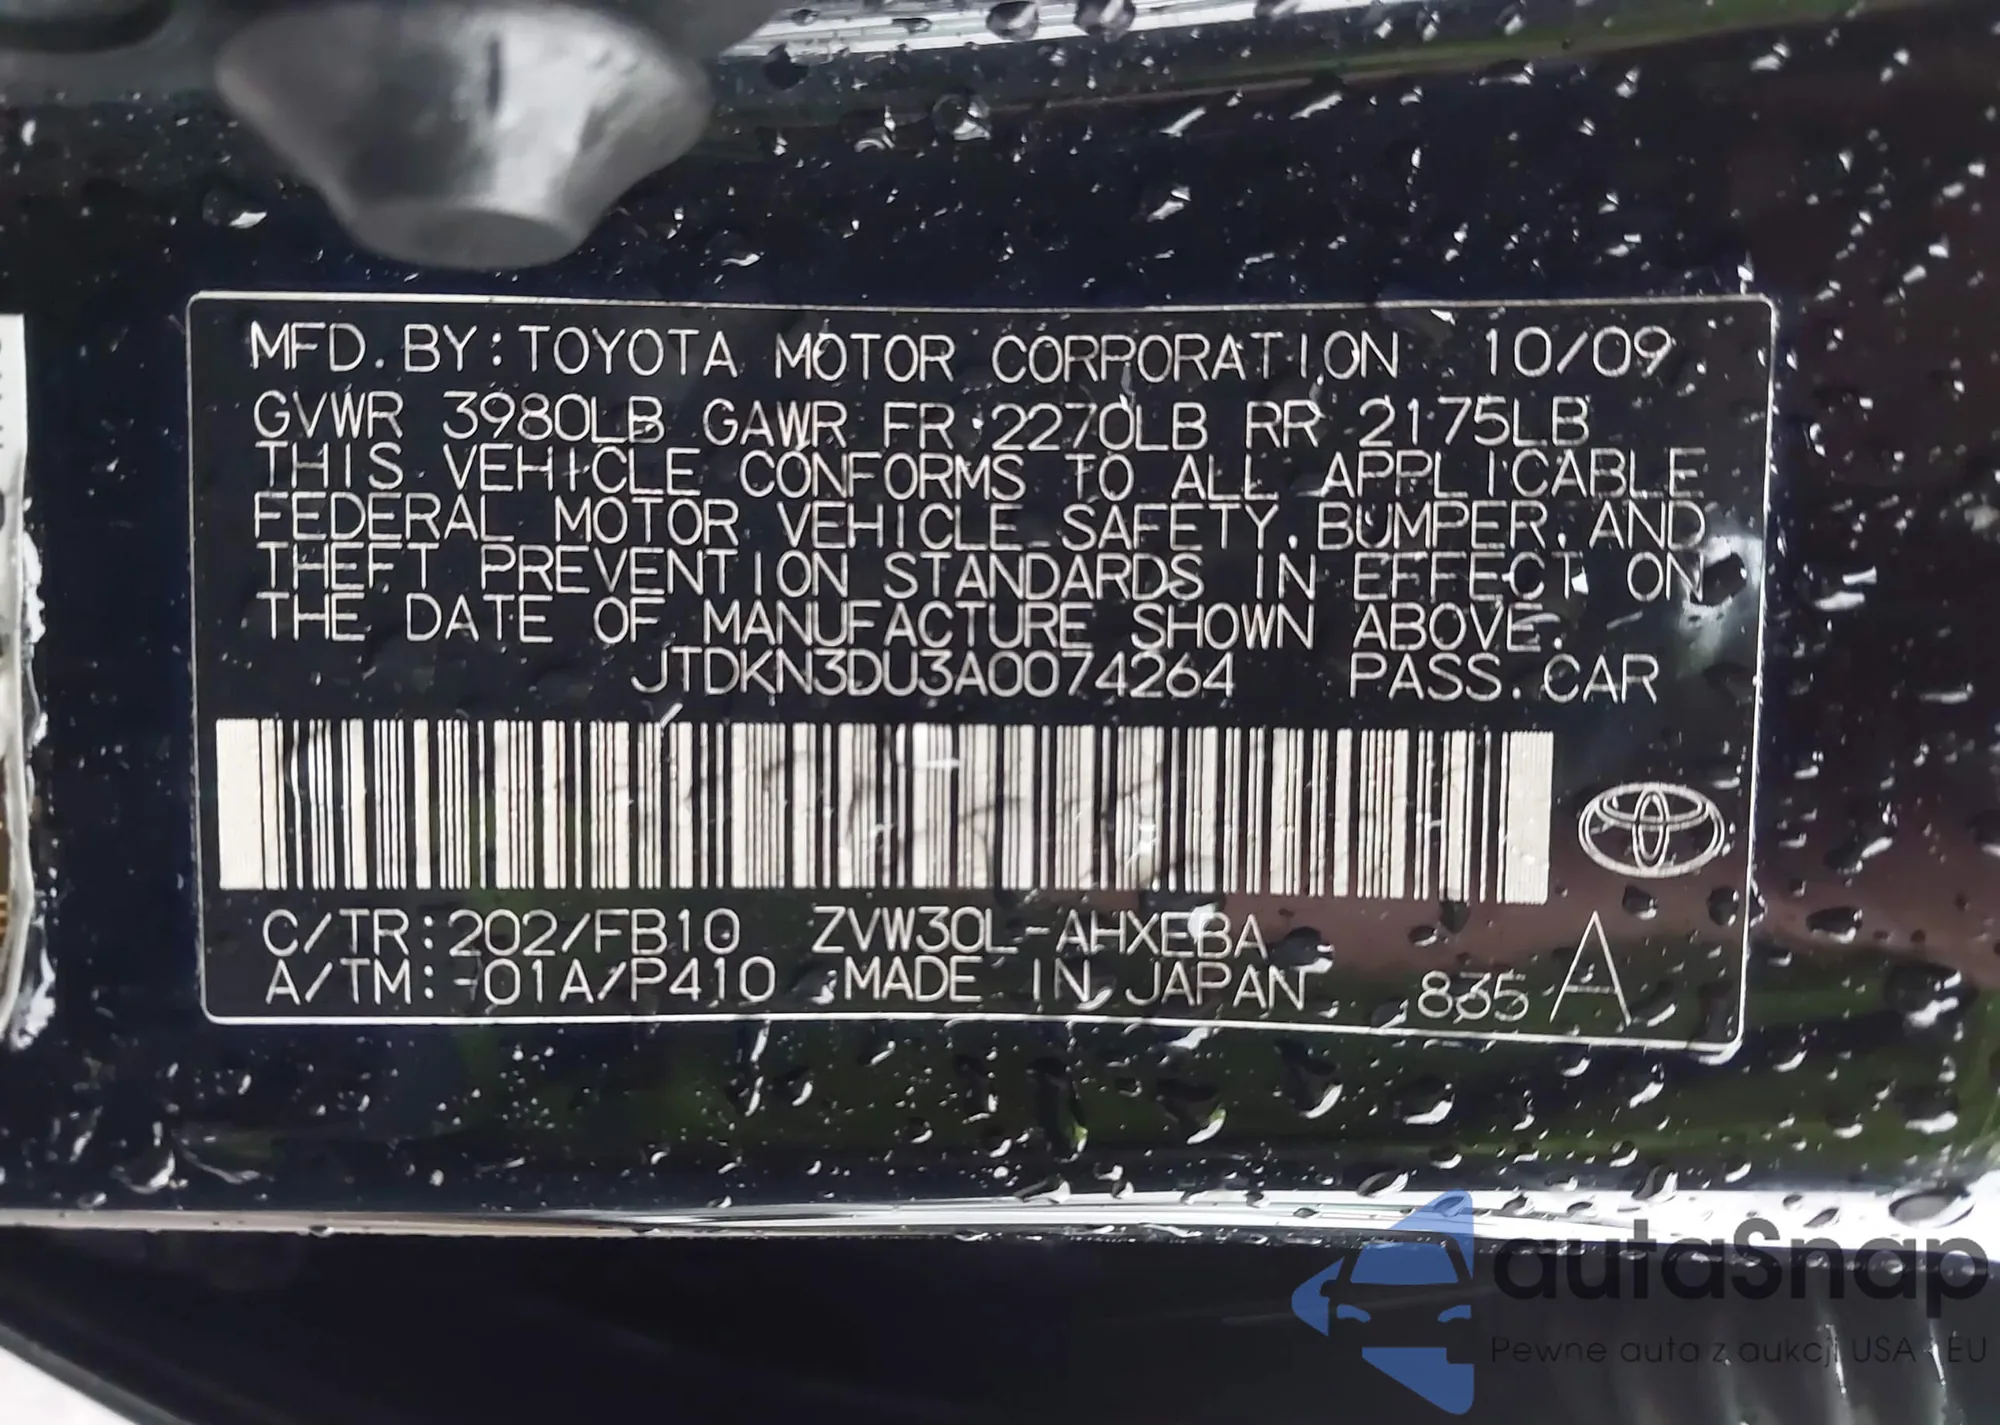 MFD. BY: TOYOTA MOTOR CORPORATION 10/09
GVWR 3980LB GAWR FR 2270LB RR 2175LB
THIS VEHICLE CONFORMS TO ALL APPLICABLE
FEDERAL MOTOR VEHICLE SAFETY, BUMPER, AND
THEFT PREVENTION STANDARDS IN EFFECT ON
THE DATE OF MANUFACTURE SHOWN ABOVE.
JTDKN3DU3A0074264 PASS. CAR
C/TR: 202/FB10 ZVW30L-AHXEBA
A/TM: -01A/P410 MADE IN JAPAN 835 A
autaSnap
Pewne auta z aukcji USA i EU